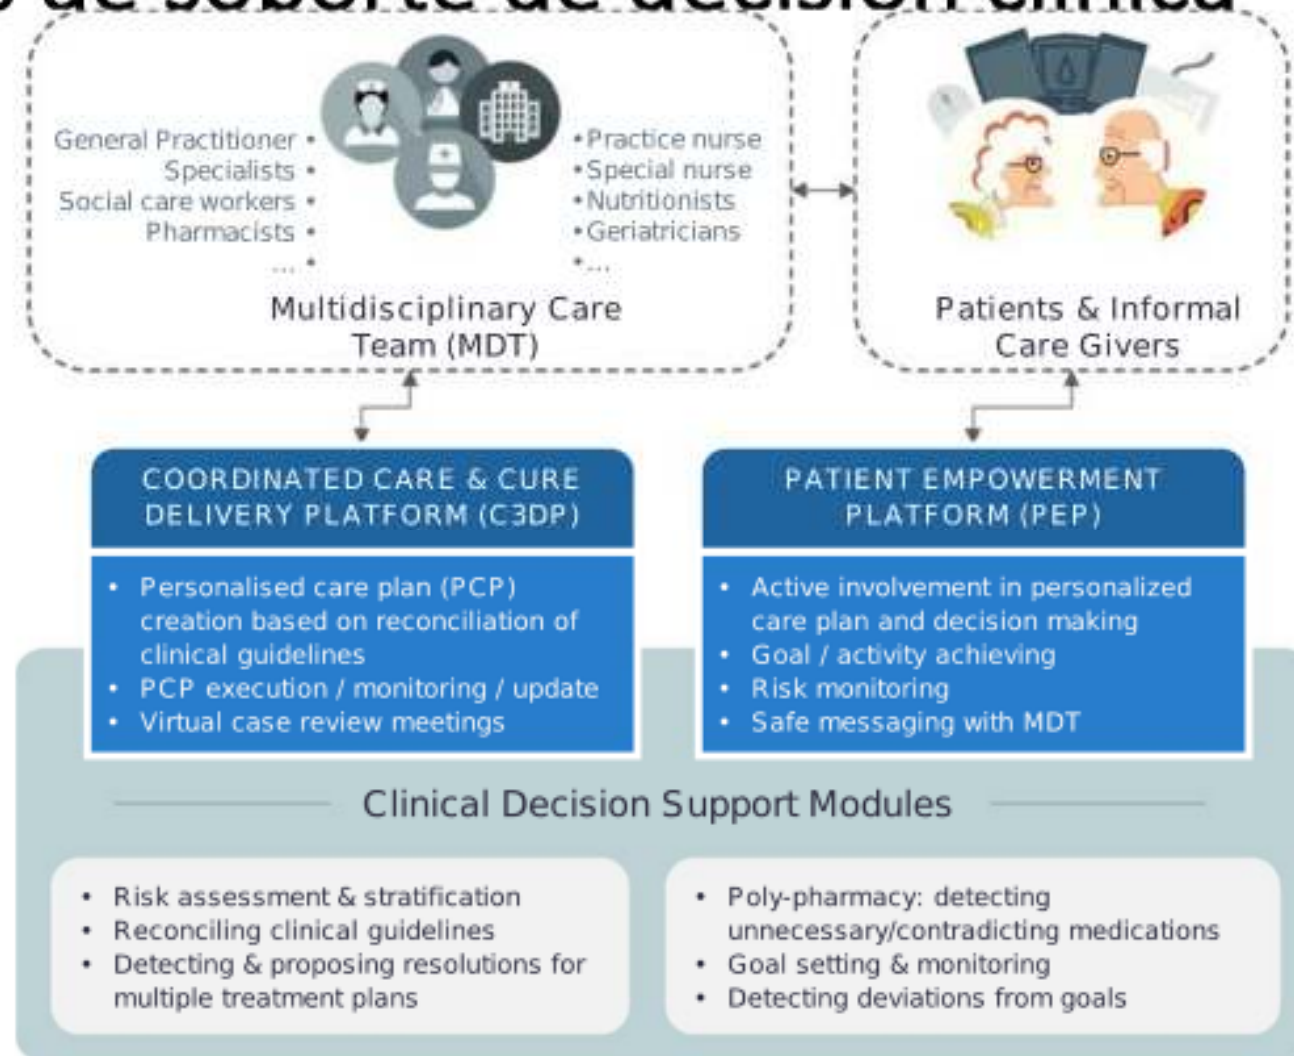 de soporte de decisión clínica
General Practitioner •
Specialists •
Social care workers •
Pharmacists •
... •
• Practice nurse
• Special nurse
• Nutritionists
• Geriatricians
• ...
Multidisciplinary Care
Team (MDT)
Patients & Informal
Care Givers
COORDINATED CARE & CURE
DELIVERY PLATFORM (C3DP)
• Personalised care plan (PCP)
creation based on reconciliation of
clinical guidelines
• PCP execution / monitoring / update
• Virtual case review meetings
PATIENT EMPOWERMENT
PLATFORM (PEP)
• Active involvement in personalized
care plan and decision making
• Goal / activity achieving
• Risk monitoring
• Safe messaging with MDT
Clinical Decision Support Modules
• Risk assessment & stratification
• Reconciling clinical guidelines
• Detecting & proposing resolutions for
multiple treatment plans
• Poly-pharmacy: detecting
unnecessary/contradicting medications
• Goal setting & monitoring
• Detecting deviations from goals